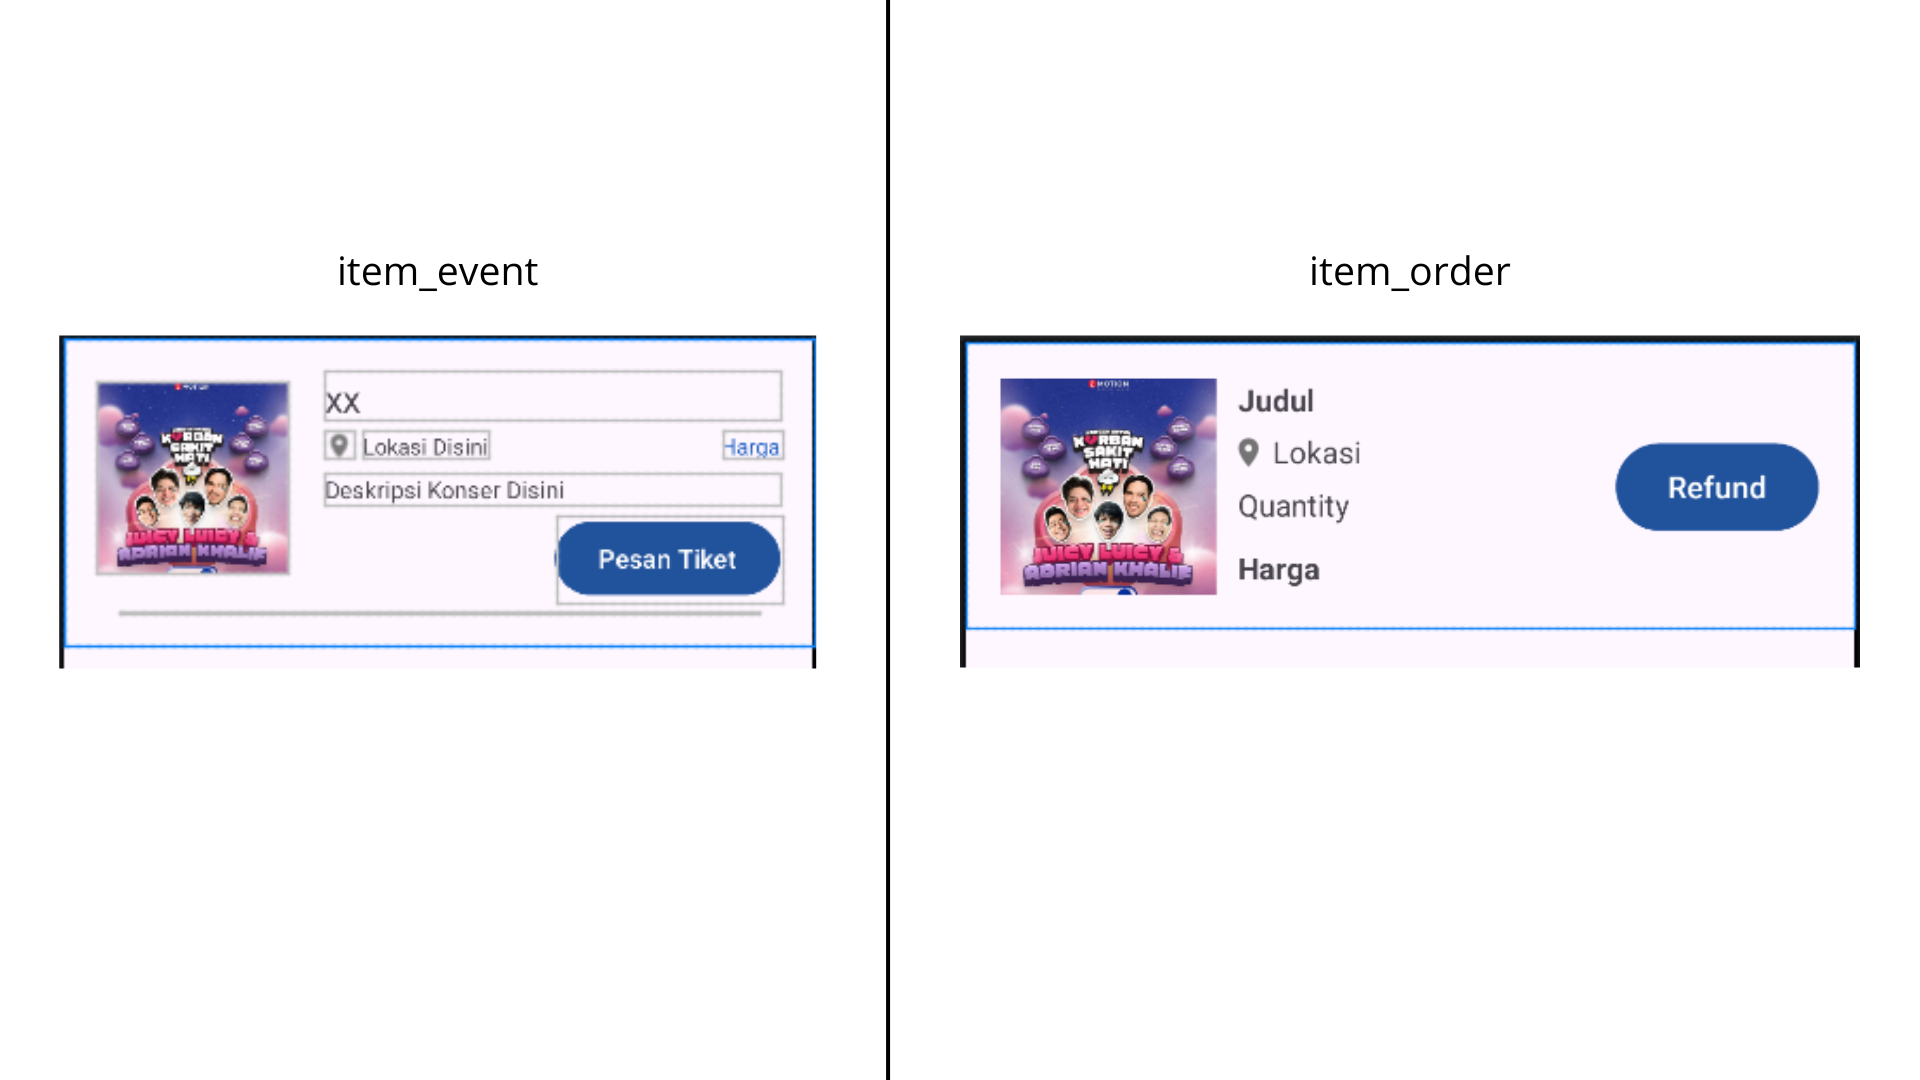 item_event
XX
Lokasi Disini
Harga
Deskripsi Konser Disini
Pesan Tiket
KORBAN
SAKIT
HATI
JUICY LUICY &
ADRIAN KHALIF
item_order
EMOTION
KORBAN
SAKIT
HATI
JUICY LUICY &
ADRIAN KHALIF
Judul
Lokasi
Quantity
Harga
Refund